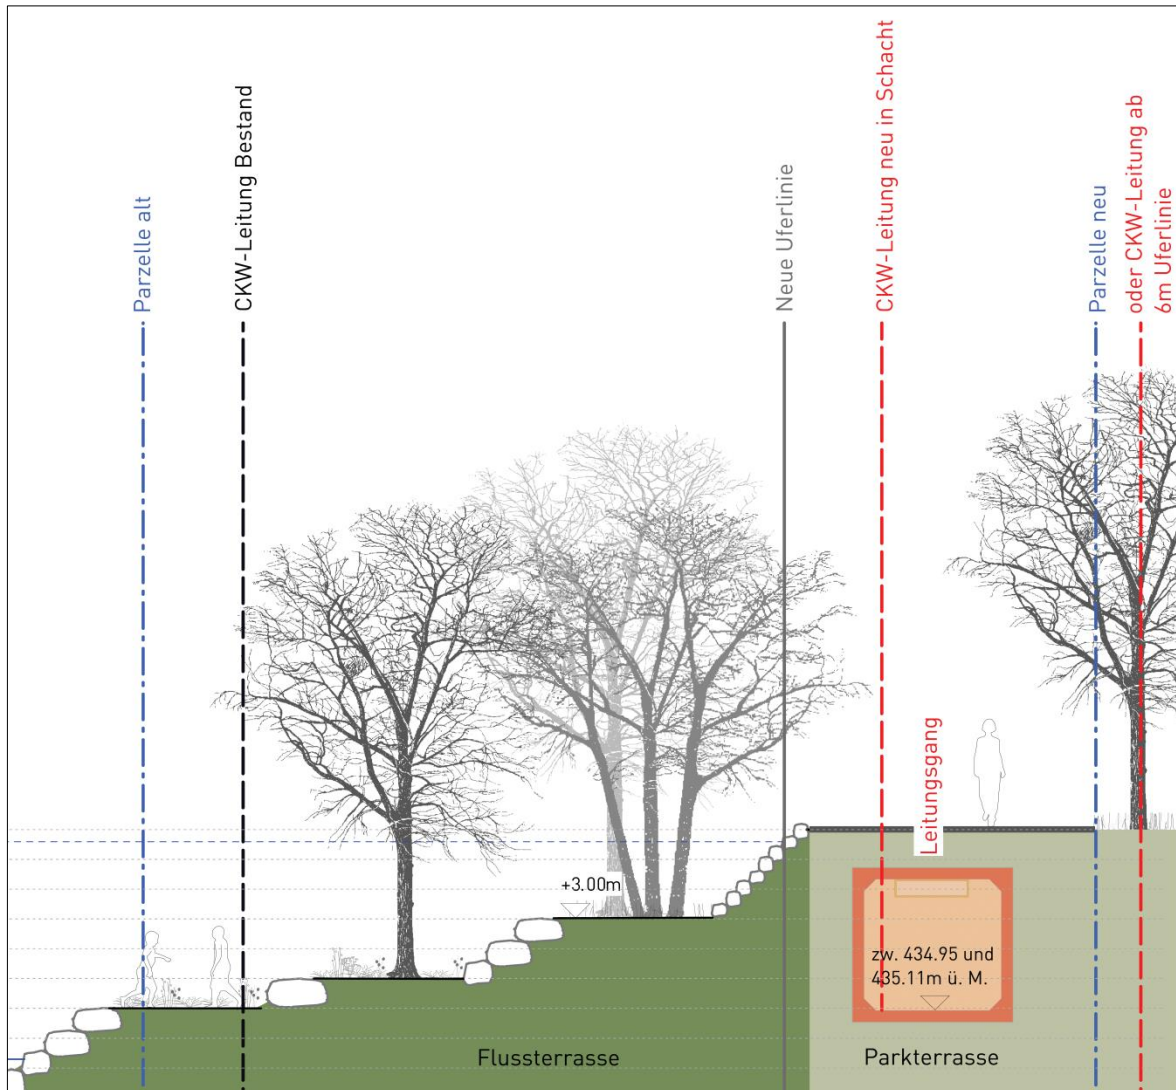 Parzelle alt
CKW-Leitung Bestand
Neue Uferlinie
CKW-Leitung neu in Schacht
Parzelle neu
oder CKW-Leitung ab
6m Uferlinie
Leitungsgang
+3.00m
zw. 434.95 und
435.11m ü. M.
Flussterrasse
Parkterrasse